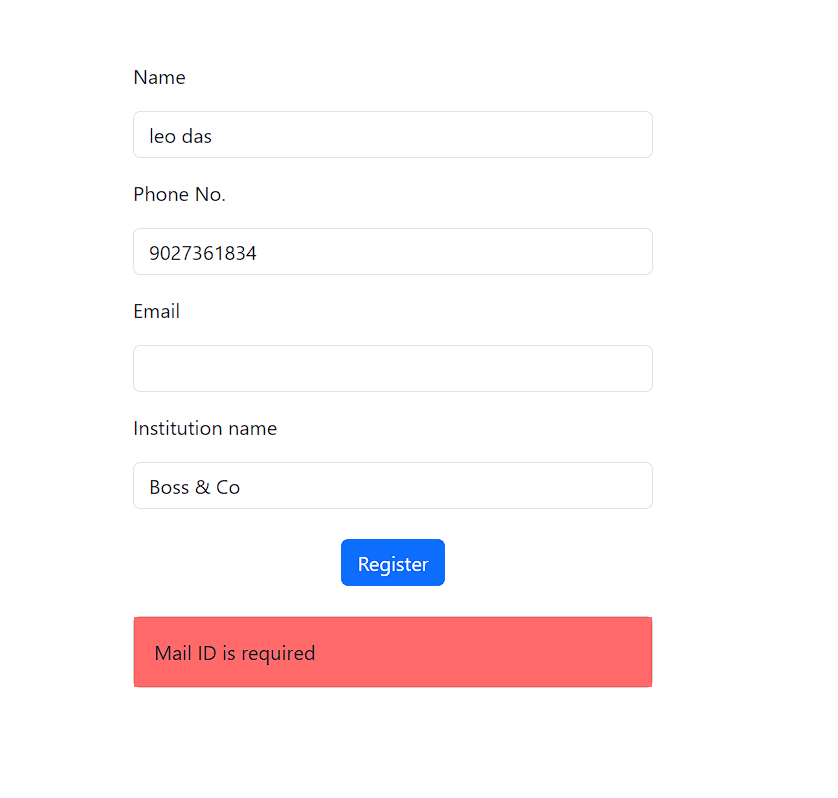 Name
leo das
Phone No.
9027361834
Email
Institution name
Boss & Co
Register
Mail ID is required